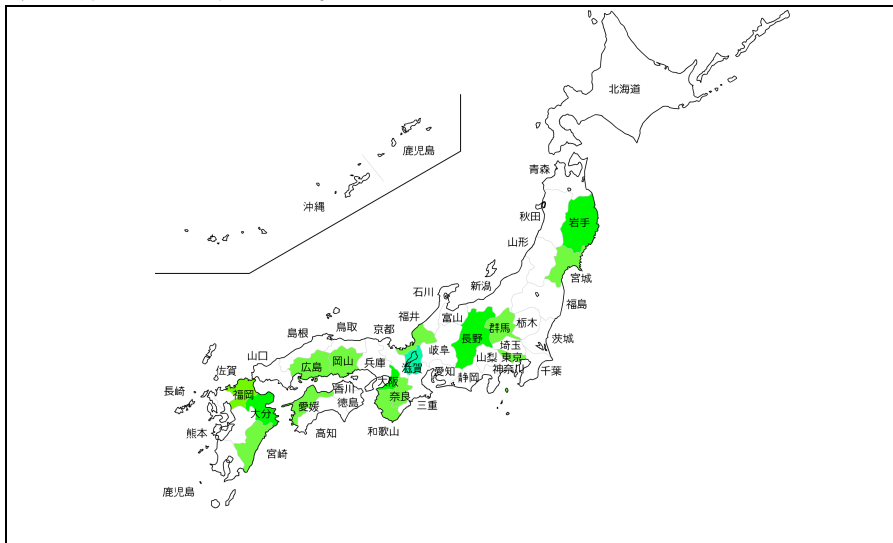 北海道
鹿児島
青森
沖縄
秋田
岩手
山形
宮城
新潟
石川
福島
富山
福井
栃木
群馬
鳥取
京都
島根
長野
茨城
埼玉
岐阜
山口
岡山
兵庫
滋賀
山梨
東京
広島
佐賀
愛知
神奈川
千葉
静岡
大阪
香川
長崎
福岡
奈良
徳島
愛媛
三重
大分
熊本
高知
和歌山
宮崎
鹿児島